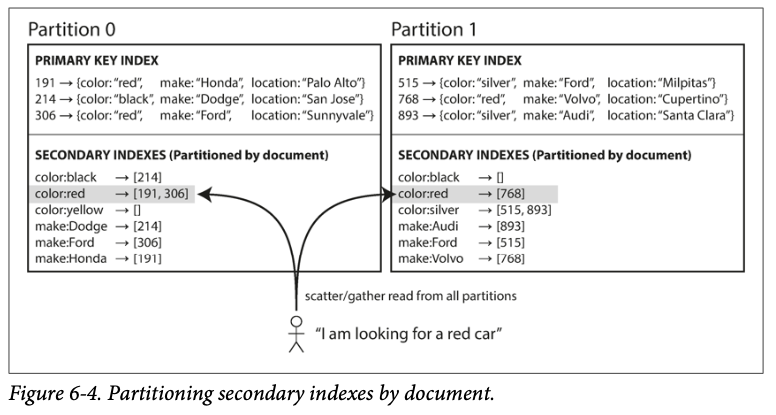 Partition 0
PRIMARY KEY INDEX
191 → {color: “red”, make: “Honda”, location: “Palo Alto”}
214 → {color: “black”, make: “Dodge”, location: “San Jose”}
306 → {color: “red”, make: “Ford”, location: “Sunnyvale”}
SECONDARY INDEXES (Partitioned by document)
color:black → [214]
color:red → [191, 306]
color:yellow → []
make:Dodge → [214]
make:Ford → [306]
make:Honda → [191]
Partition 1
PRIMARY KEY INDEX
515 → {color: “silver”, make: “Ford”, location: “Milpitas”}
768 → {color: “red”, make: “Volvo”, location: “Cupertino”}
893 → {color: “silver”, make: “Audi”, location: “Santa Clara”}
SECONDARY INDEXES (Partitioned by document)
color:black → []
color:red → [768]
color:silver → [515, 893]
make:Audi → [893]
make:Ford → [515]
make:Volvo → [768]
scatter/gather read from all partitions
“I am looking for a red car”
Figure 6-4. Partitioning secondary indexes by document.